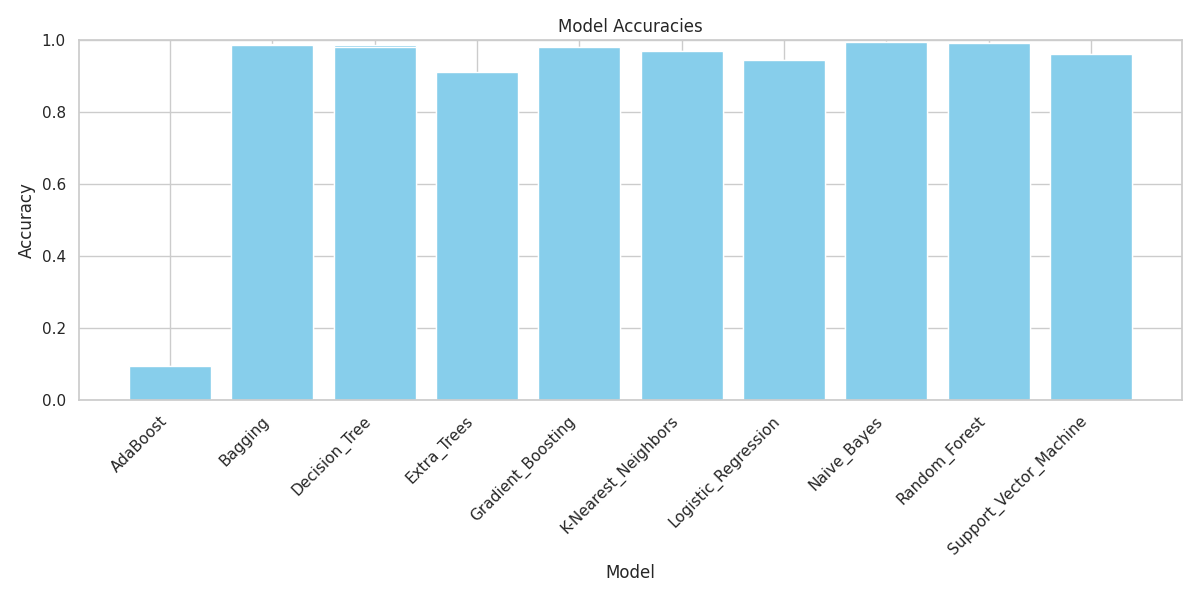 Model Accuracies
Accuracy
1.0
0.8
0.6
0.4
0.2
0.0
AdaBoost
Bagging
Decision_Tree
Extra_Trees
Gradient_Boosting
K-Nearest_Neighbors
Logistic_Regression
Naive_Bayes
Random_Forest
Support_Vector_Machine
Model